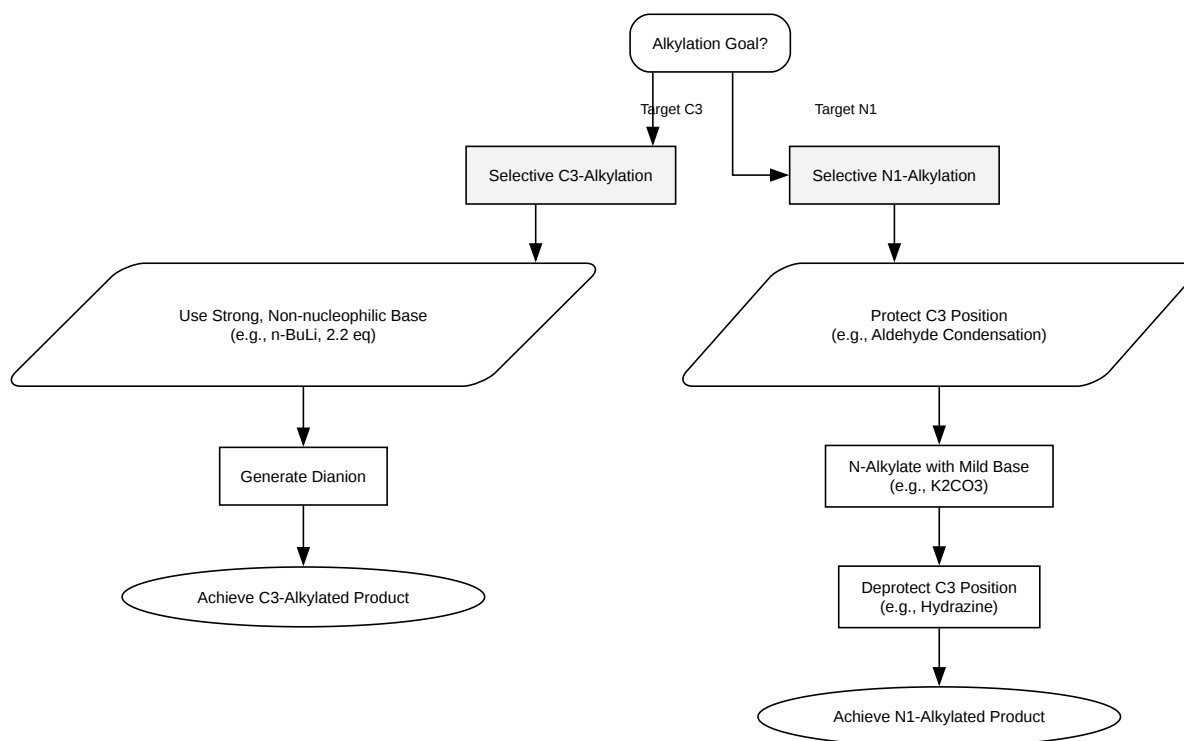 Alkylation Goal?
Target C3
Target N1
Selective C3-Alkylation
Selective N1-Alkylation
Use Strong, Non-nucleophilic Base
(e.g., n-BuLi, 2.2 eq)
Protect C3 Position
(e.g., Aldehyde Condensation)
Generate Dianion
N-Alkylate with Mild Base
(e.g., K2CO3)
Achieve C3-Alkylated Product
Deprotect C3 Position
(e.g., Hydrazine)
Achieve N1-Alkylated Product